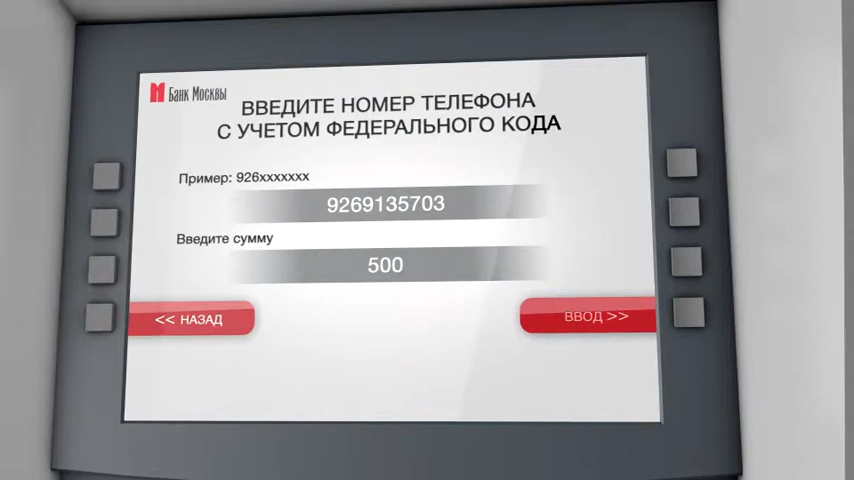 Банк Москвы
ВВЕДИТЕ НОМЕР ТЕЛЕФОНА
С УЧЕТОМ ФЕДЕРАЛЬНОГО КОДА
Пример: 926xxxxxxx
9269135703
Введите сумму
500
<< НАЗАД
ВВОД >>